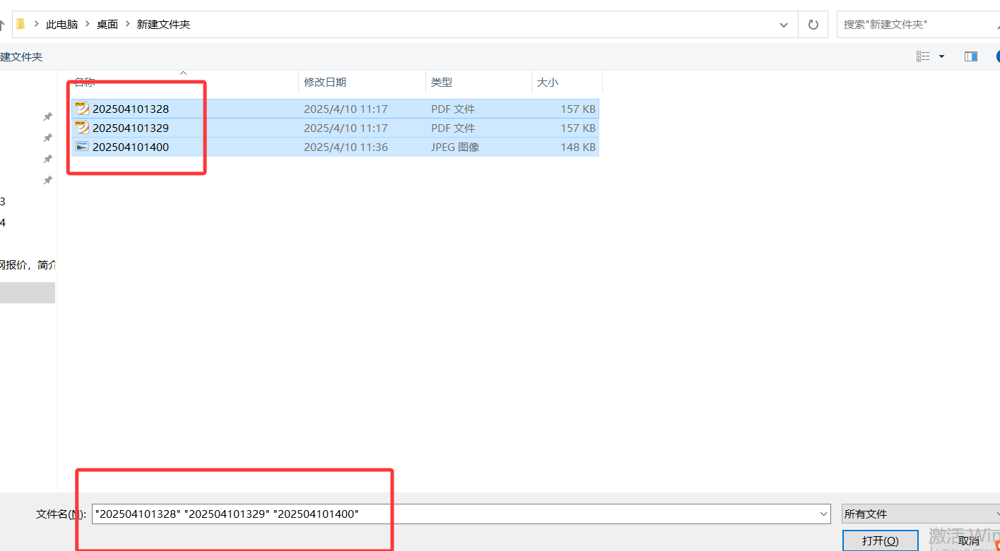 此电脑 > 桌面 > 新建文件夹
搜索"新建文件夹"
建文件夹
名称 修改日期 类型 大小
202504101328 2025/4/10 11:17 PDF 文件 157 KB
202504101329 2025/4/10 11:17 PDF 文件 157 KB
202504101400 2025/4/10 11:36 JPEG 图像 148 KB
3
4
网报价，简介
文件名(N): "202504101328" "202504101329" "202504101400" 所有文件
打开(O) 取消
激活 Win